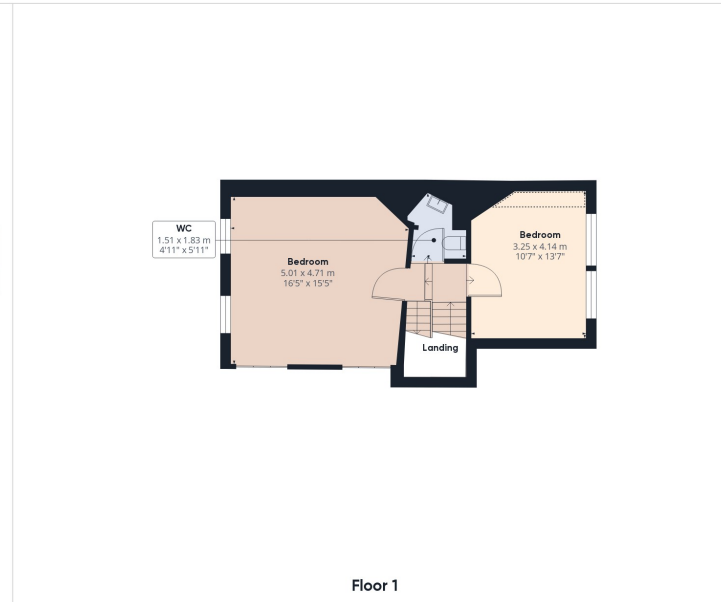 WC
1.51 x 1.83 m
4'11" x 5'11"
Bedroom
5.01 x 4.71 m
16'5" x 15'5"
Bedroom
3.25 x 4.14 m
10'7" x 13'7"
Landing
Floor 1